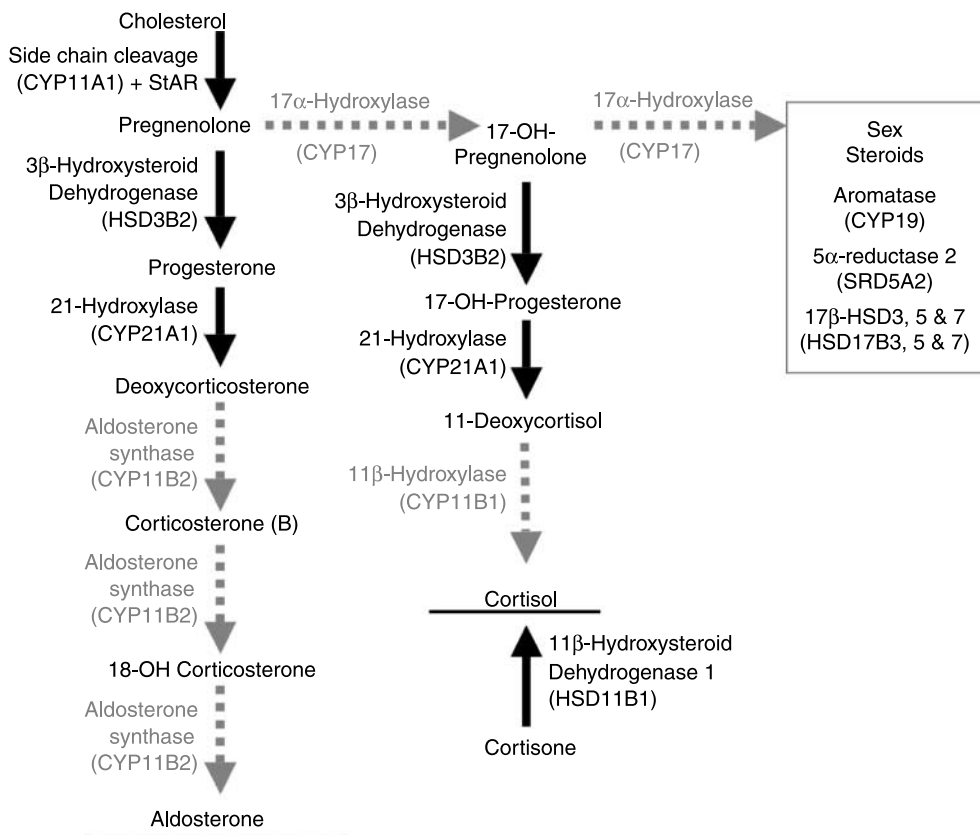 Cholesterol
Side chain cleavage
(CYP11A1) + StAR
Pregnenolone
17α-Hydroxylase
(CYP17)
17-OH-
Pregnenolone
17α-Hydroxylase
(CYP17)
Sex
Steroids
Aromatase
(CYP19)
5α-reductase 2
(SRD5A2)
17β-HSD3, 5 & 7
(HSD17B3, 5 & 7)
3β-Hydroxysteroid
Dehydrogenase
(HSD3B2)
Progesterone
21-Hydroxylase
(CYP21A1)
Deoxycorticosterone
Aldosterone
synthase
(CYP11B2)
Corticosterone (B)
Aldosterone
synthase
(CYP11B2)
18-OH Corticosterone
Aldosterone
synthase
(CYP11B2)
Aldosterone
3β-Hydroxysteroid
Dehydrogenase
(HSD3B2)
17-OH-Progesterone
21-Hydroxylase
(CYP21A1)
11-Deoxycortisol
11β-Hydroxylase
(CYP11B1)
Cortisol
11β-Hydroxysteroid
Dehydrogenase 1
(HSD11B1)
Cortisone